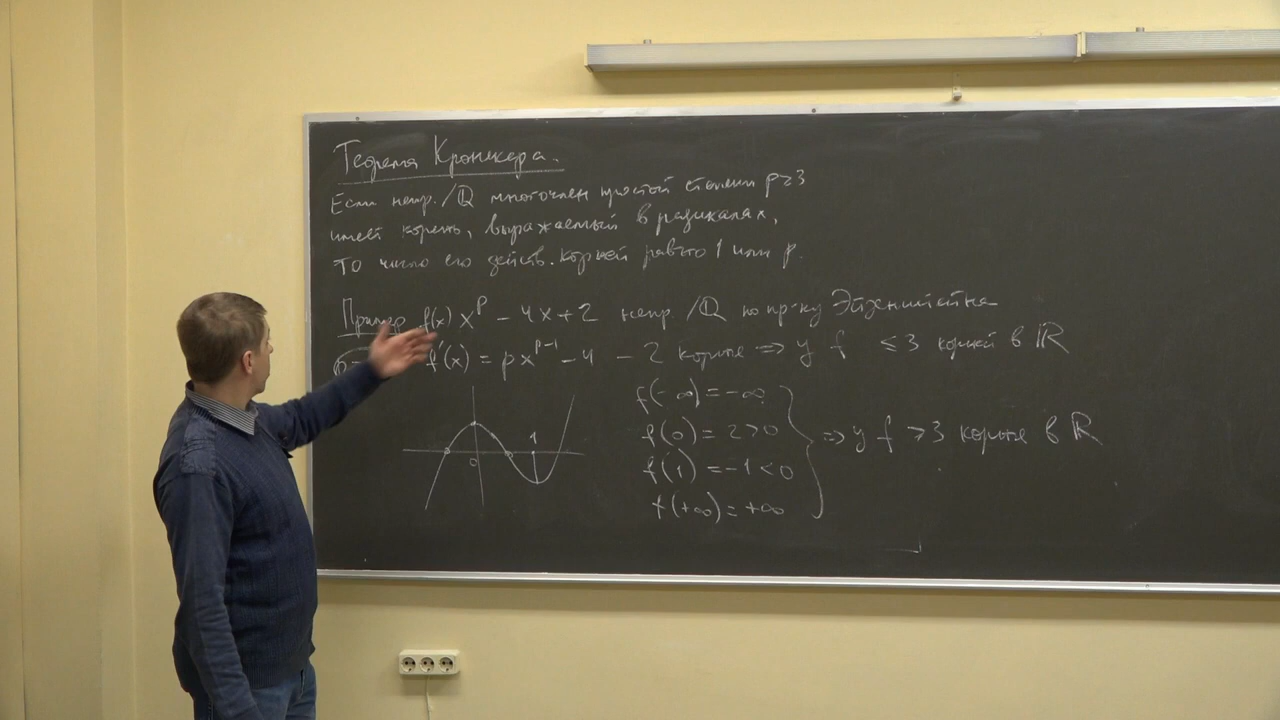 Теорема Кронекера.
Если непр. /ℚ многочлен простой степени p≥3
имеет корень, выражаемый в радикалах,
то число его действ. корней равно 1 или p.
Пример f(x) x^p − 4x + 2 непр. /ℚ по пр-ку Эйзенштейна
f'(x) = px^{p−1} − 4 − 2 корня ⇒ у f ≤ 3 корней в ℝ
f(−∞) = −∞
f(0) = 2 > 0
f(1) = −1 < 0
f(+∞) = +∞
⇒ у f ≥ 3 корня в ℝ
0
1